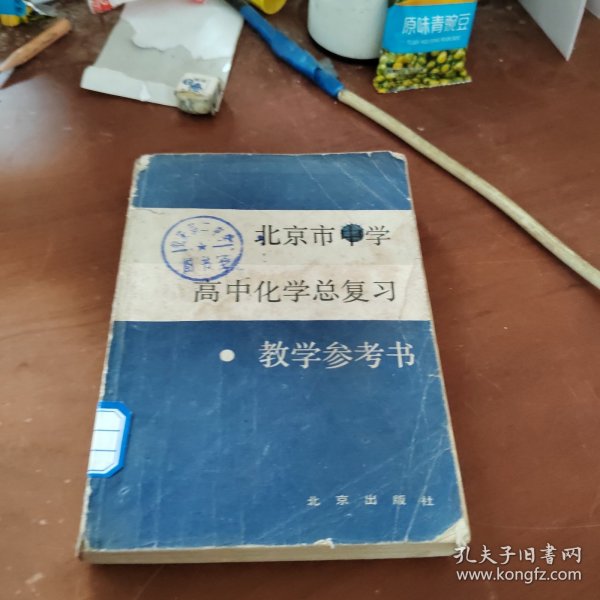 原味青豌豆
北京市中学
高中化学总复习
·教学参考书
北京出版社
孔夫子旧书网
www.kongfz.com